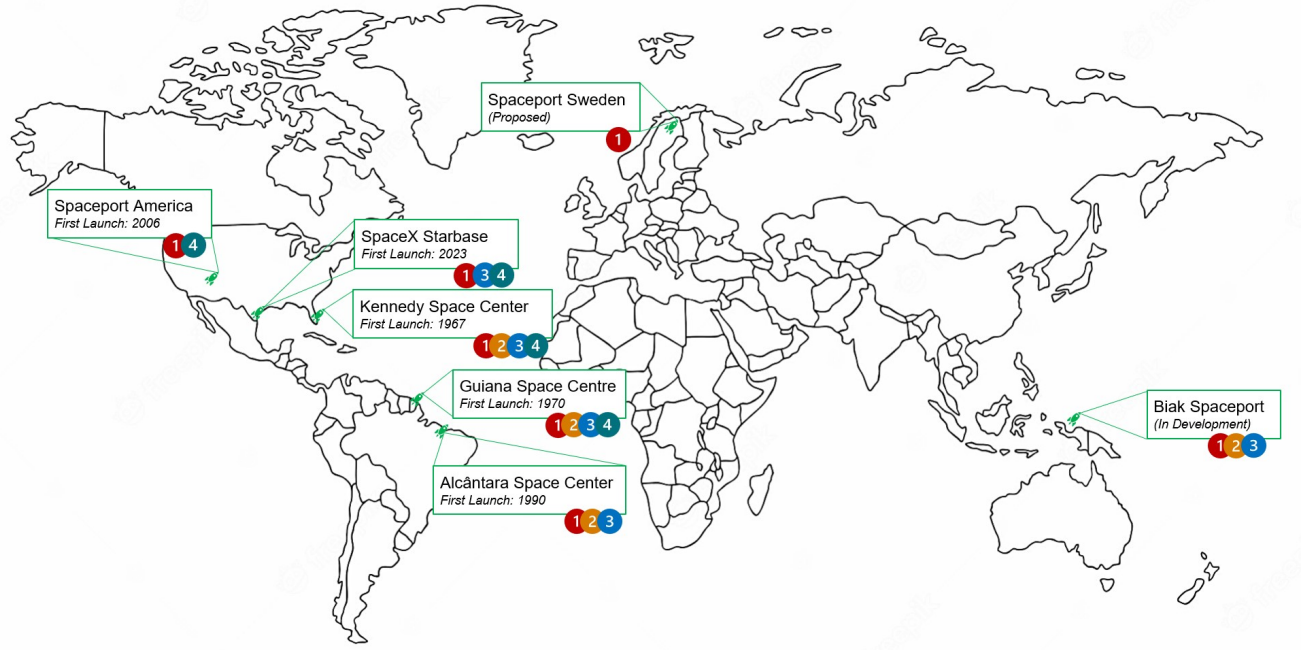 Spaceport Sweden
(Proposed)
1
Spaceport America
First Launch: 2006
1 4
SpaceX Starbase
First Launch: 2023
1 3 4
Kennedy Space Center
First Launch: 1967
1 2 3 4
Guiana Space Centre
First Launch: 1970
1 2 3 4
Biak Spaceport
(In Development)
1 2 3
Alcântara Space Center
First Launch: 1990
1 2 3